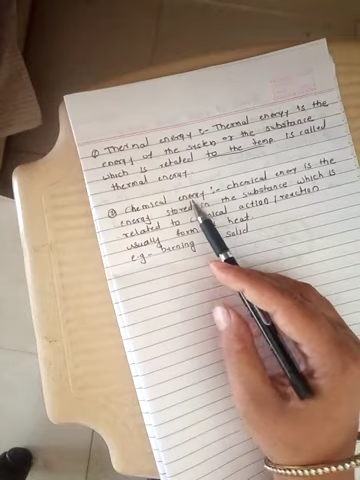 ① Thermal energy :- Thermal energy is the
energy of the system or the substance
which is related to the temp is called
thermal energy
② Chemical energy :- chemical enery is the
energy stored in the substance which is
related to action / reaction
usually form heat.
e.g- burning solid